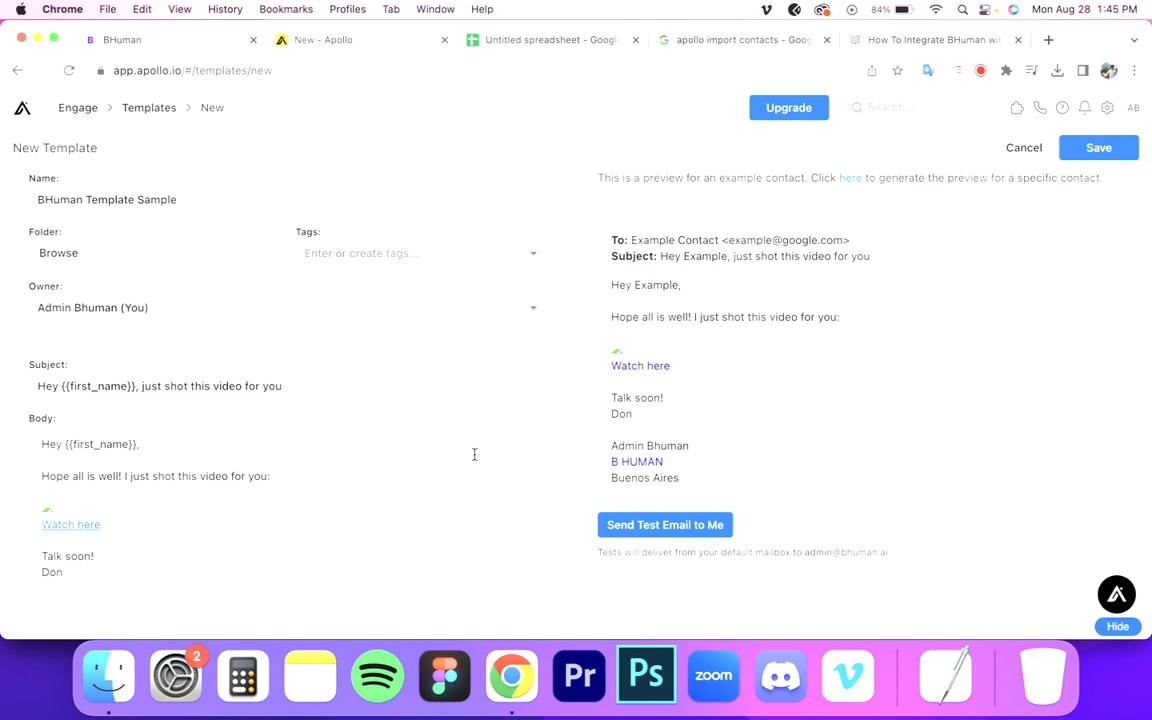 Chrome File Edit View History Bookmarks Profiles Tab Window Help 84% Mon Aug 28 1:45 PM
BHuman New - Apollo Untitled spreadsheet - Google apollo import contacts - Goog How To Integrate BHuman wit
app.apollo.io/#/templates/new
Engage > Templates > New Upgrade Search... AB
New Template Cancel Save
Name:
BHuman Template Sample
Folder: Tags:
Browse Enter or create tags...
Owner:
Admin Bhuman (You)
Subject:
Hey {{first_name}}, just shot this video for you
Body:
Hey {{first_name}},
Hope all is well! I just shot this video for you:
Watch here
Talk soon!
Don
This is a preview for an example contact. Click here to generate the preview for a specific contact.
To: Example Contact <example@google.com>
Subject: Hey Example, just shot this video for you
Hey Example,
Hope all is well! I just shot this video for you:
Watch here
Talk soon!
Don
Admin Bhuman
B HUMAN
Buenos Aires
Send Test Email to Me
Tests will deliver from your default mailbox to admin@bhuman.ai
Hide
2
Pr Ps zoom